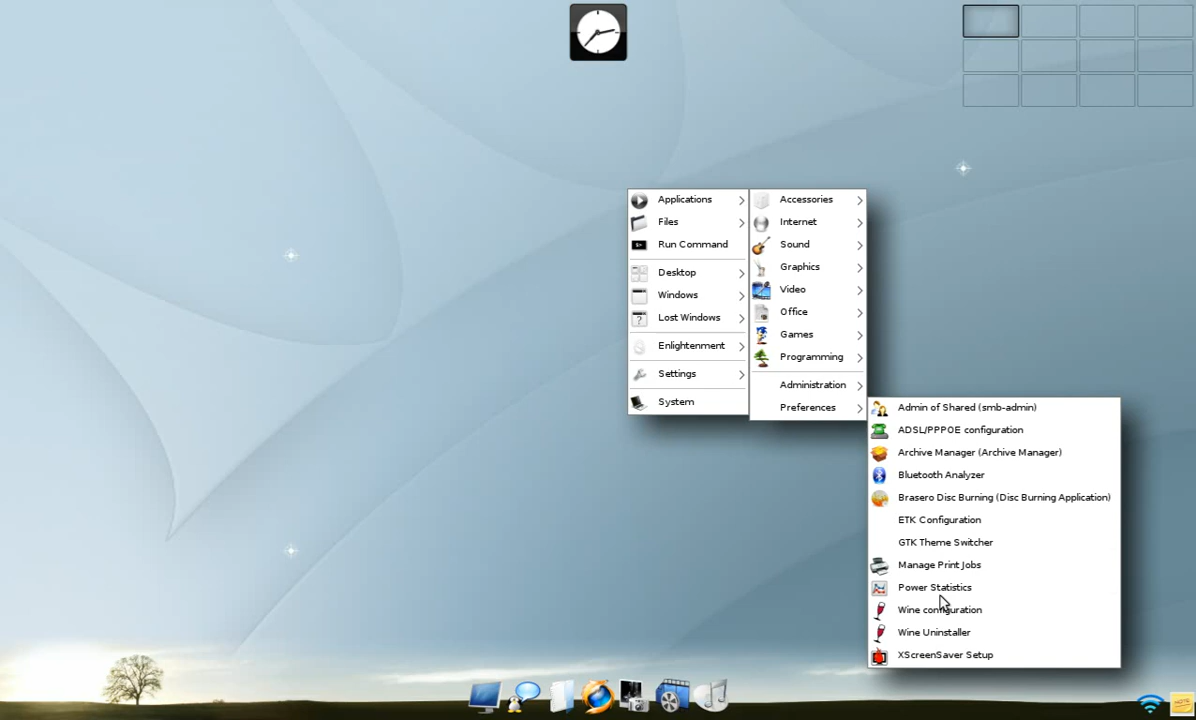 Applications
Files
Run Command
Desktop
Windows
Lost Windows
Enlightenment
Settings
System
Accessories
Internet
Sound
Graphics
Video
Office
Games
Programming
Administration
Preferences
Admin of Shared (smb-admin)
ADSL/PPPOE configuration
Archive Manager (Archive Manager)
Bluetooth Analyzer
Brasero Disc Burning (Disc Burning Application)
ETK Configuration
GTK Theme Switcher
Manage Print Jobs
Power Statistics
Wine configuration
Wine Uninstaller
XScreenSaver Setup